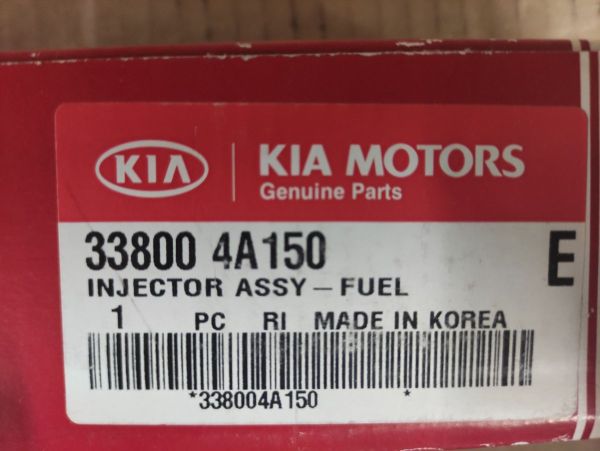 KIA
KIA MOTORS
Genuine Parts
33800 4A150
E
INJECTOR ASSY – FUEL
1 PC RI MADE IN KOREA
*338004A150 *